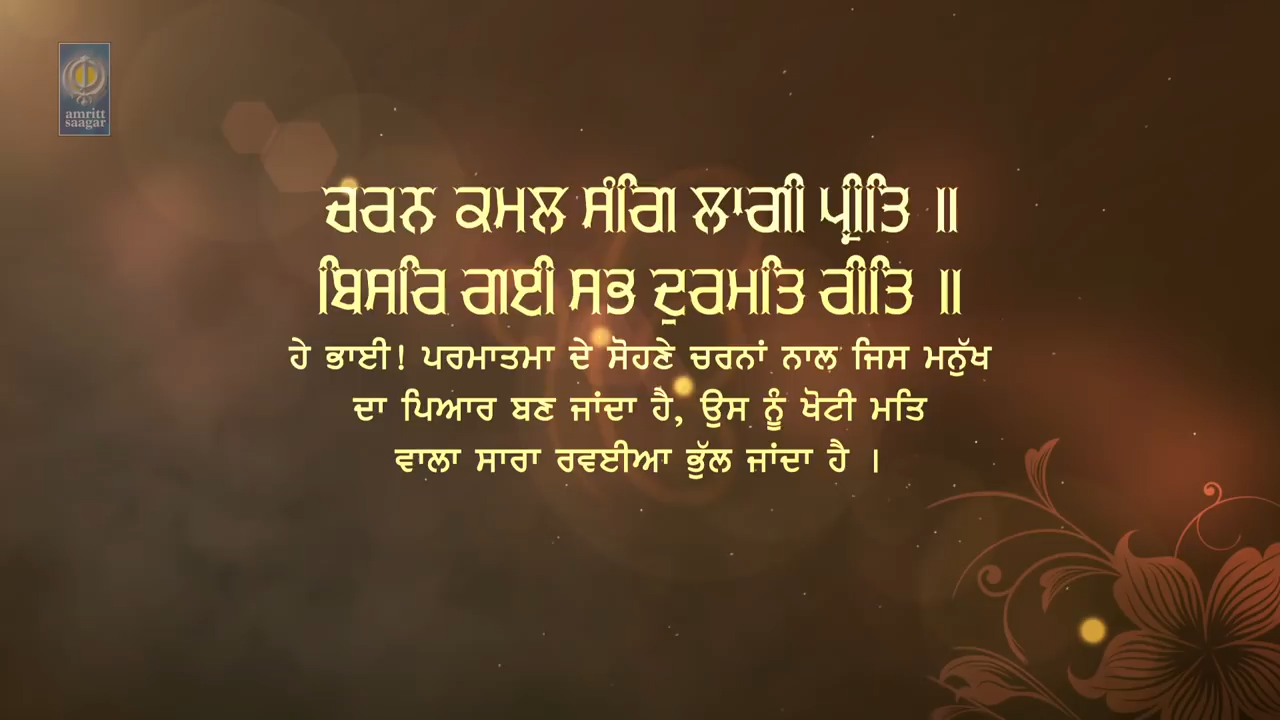 amritt
saagar
ਚਰਨ ਕਮਲ ਸੰਗਿ ਲਾਗੀ ਪ੍ਰੀਤਿ ॥
ਬਿਸਰਿ ਗਈ ਸਭ ਦੁਰਮਤਿ ਰੀਤਿ ॥
ਹੇ ਭਾਈ! ਪਰਮਾਤਮਾ ਦੇ ਸੋਹਣੇ ਚਰਨਾਂ ਨਾਲ ਜਿਸ ਮਨੁੱਖ
ਦਾ ਪਿਆਰ ਬਣ ਜਾਂਦਾ ਹੈ, ਉਸ ਨੂੰ ਖੋਟੀ ਮਤਿ
ਵਾਲਾ ਸਾਰਾ ਰਵਈਆ ਭੁੱਲ ਜਾਂਦਾ ਹੈ ।